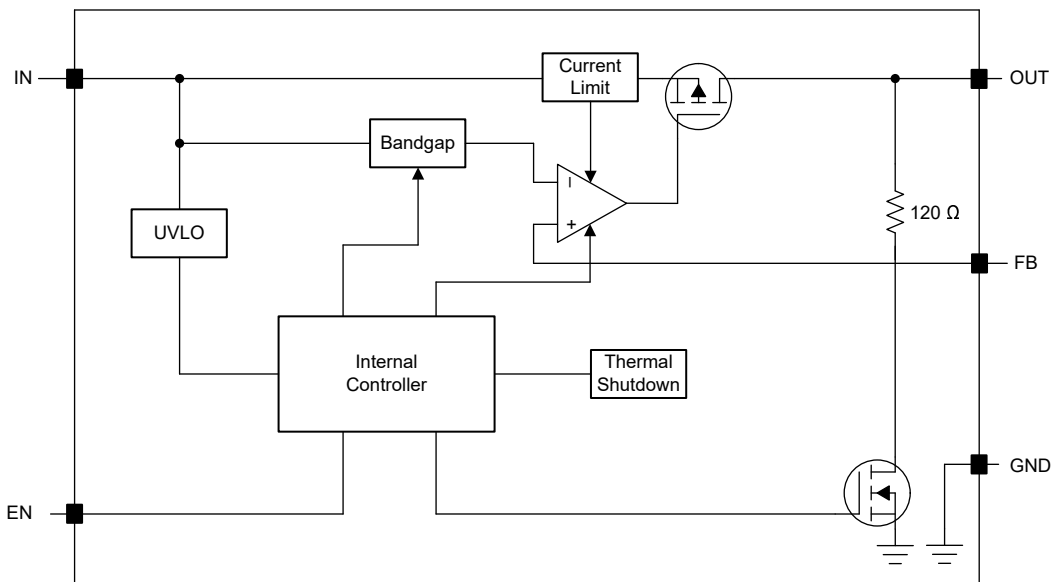 IN
Current
Limit
OUT
Bandgap
UVLO
–
+
120 Ω
FB
Internal
Controller
Thermal
Shutdown
GND
EN